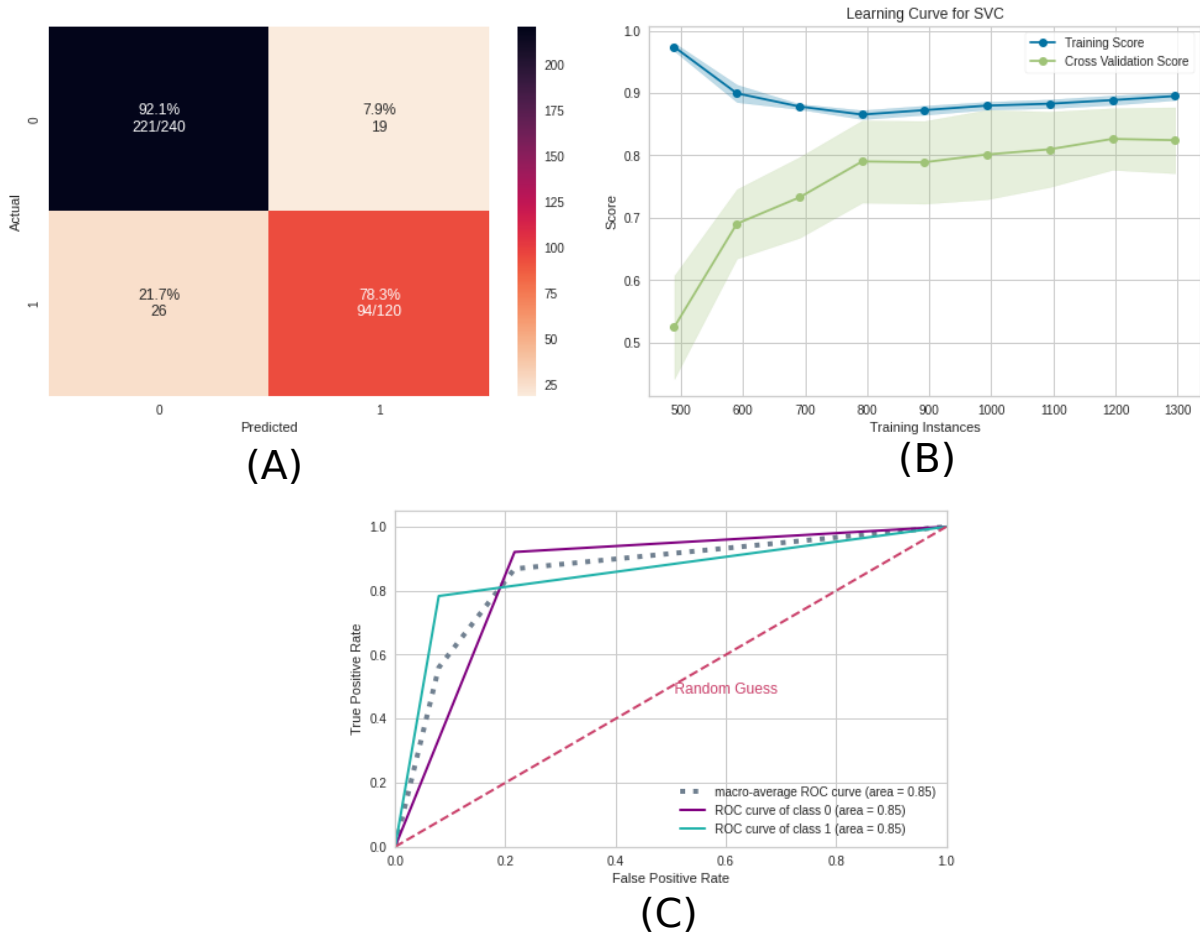 92.1%
221/240
7.9%
19
21.7%
26
78.3%
94/120
0
1
Actual
0
1
Predicted
200
175
150
125
100
75
50
25
(A)
Learning Curve for SVC
Training Score
Cross Validation Score
1.0
0.9
0.8
0.7
0.6
0.5
Score
500 600 700 800 900 1000 1100 1200 1300
Training Instances
(B)
1.0
0.8
0.6
0.4
0.2
0.0
True Positive Rate
Random Guess
macro-average ROC curve (area = 0.85)
ROC curve of class 0 (area = 0.85)
ROC curve of class 1 (area = 0.85)
0.0 0.2 0.4 0.6 0.8 1.0
False Positive Rate
(C)